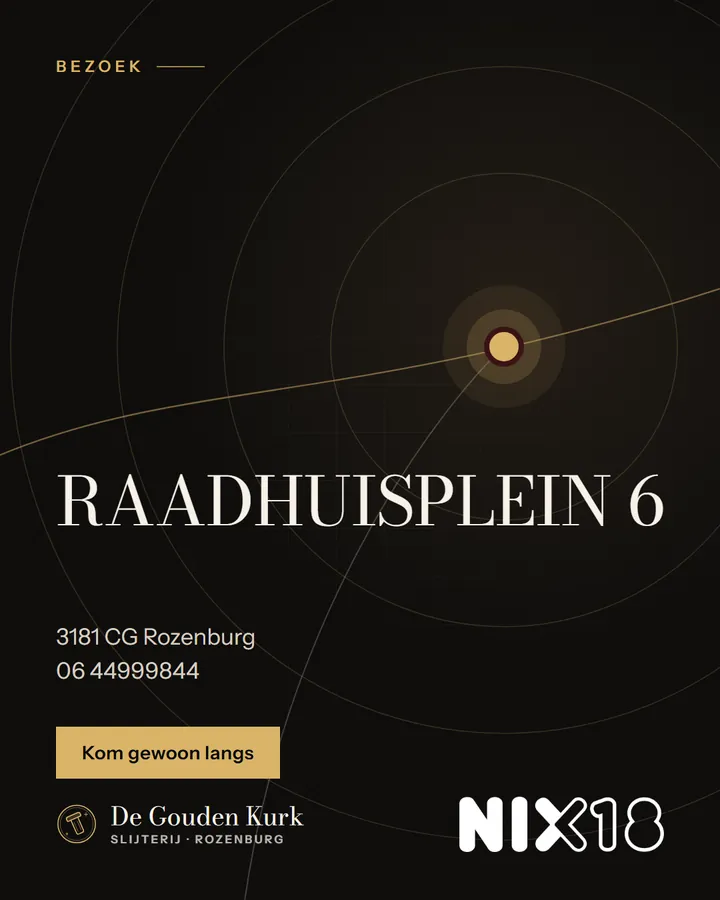 BEZOEK
RAADHUISPLEIN 6
3181 CG Rozenburg
06 44999844
Kom gewoon langs
De Gouden Kurk
SLIJTERIJ · ROZENBURG
NIX18